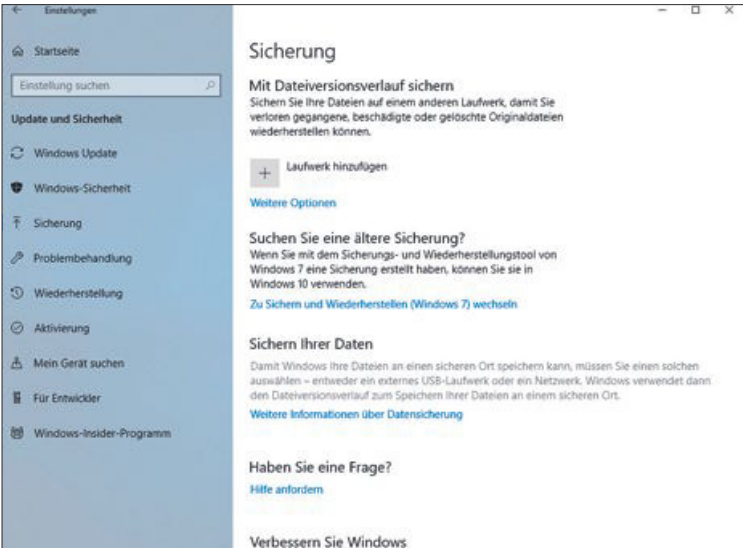 Einstellungen
Startseite
Einstellung suchen
Update und Sicherheit
Windows Update
Windows-Sicherheit
Sicherung
Problembehandlung
Wiederherstellung
Aktivierung
Mein Gerät suchen
Für Entwickler
Windows-Insider-Programm
Sicherung
Mit Dateiversionsverlauf sichern
Sichern Sie Ihre Dateien auf einem anderen Laufwerk, damit Sie
verloren gegangene, beschädigte oder gelöschte Originaldateien
wiederherstellen können.
Laufwerk hinzufügen
Weitere Optionen
Suchen Sie eine ältere Sicherung?
Wenn Sie mit dem Sicherungs- und Wiederherstellungstool von
Windows 7 eine Sicherung erstellt haben, können Sie sie in
Windows 10 verwenden.
Zu Sichern und Wiederherstellen (Windows 7) wechseln
Sichern Ihrer Daten
Damit Windows Ihre Dateien an einen sicheren Ort speichern kann, müssen Sie einen solchen
auswählen – entweder ein externes USB-Laufwerk oder ein Netzwerk. Windows verwendet dann
den Dateiversionsverlauf zum Speichern Ihrer Dateien an einem sicheren Ort.
Weitere Informationen über Datensicherung
Haben Sie eine Frage?
Hilfe anfordern
Verbessern Sie Windows